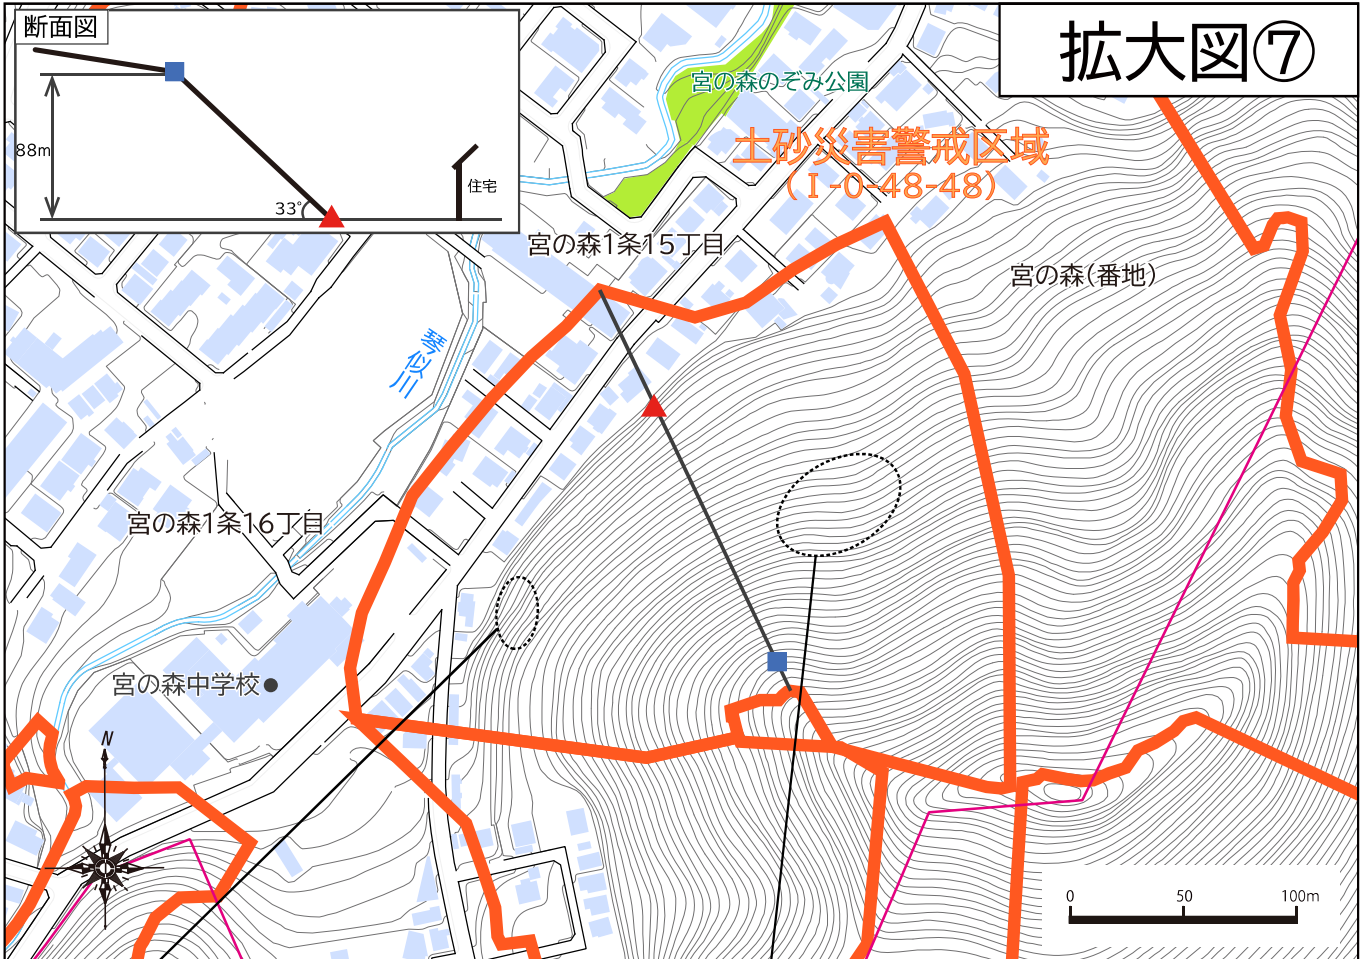 断面図
拡大図⑦
88m
33°
住宅
宮の森のぞみ公園
土砂災害警戒区域
(Ⅰ-0-48-48)
宮の森1条15丁目
宮の森(番地)
琴似川
宮の森1条16丁目
宮の森中学校
N
0 50 100m